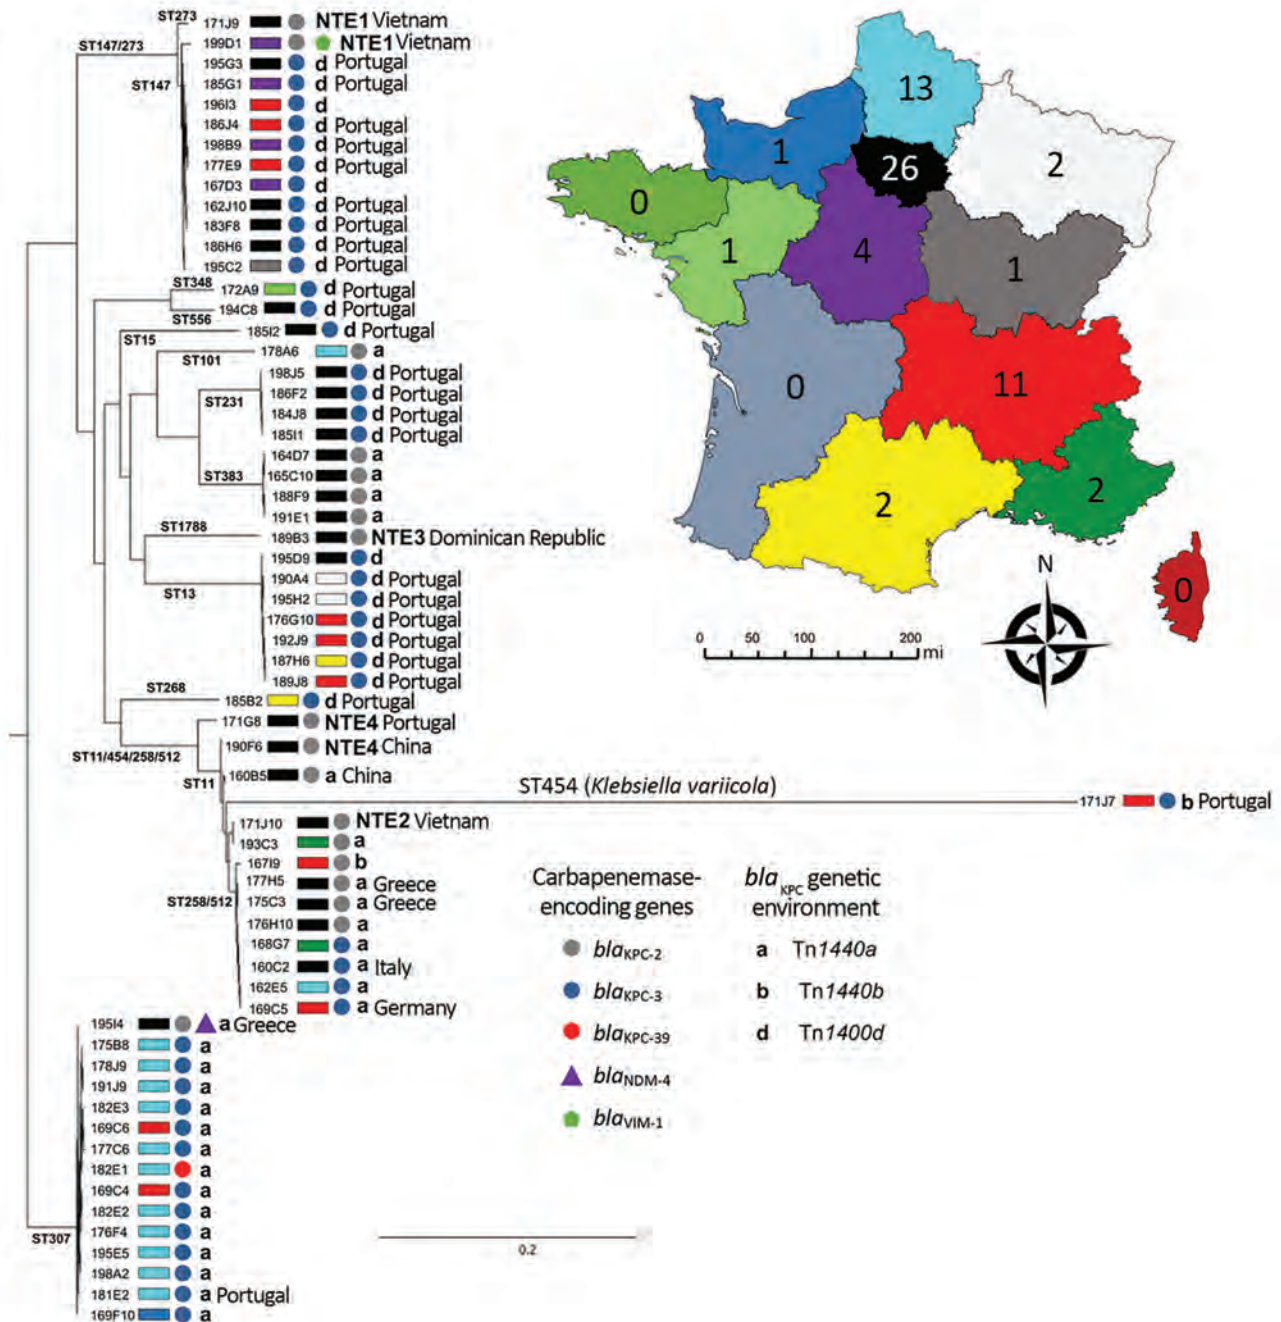 ST273
171J9 NTE1 Vietnam
ST147/273
199D1 NTE1 Vietnam
195G3 d Portugal
ST147
185G1 d Portugal
196I3 d
186J4 d Portugal
198B9 d Portugal
177E9 d Portugal
167D3 d
162J10 d Portugal
183F8 d Portugal
186H6 d Portugal
195C2 d Portugal
ST348
172A9 d Portugal
194C8 d Portugal
ST556
185I2 d Portugal
ST15
178A6 a
ST101
198J5 d Portugal
186F2 d Portugal
ST231
184J8 d Portugal
185I1 d Portugal
164D7 a
ST383
165C10 a
188F9 a
191E1 a
ST1788
189B3 NTE3 Dominican Republic
195D9 d
190A4 d Portugal
ST13
195H2 d Portugal
176G10 d Portugal
192J9 d Portugal
187H6 d Portugal
189J8 d Portugal
ST268
185B2 d Portugal
171G8 NTE4 Portugal
190F6 NTE4 China
ST11/454/258/512
160B5 a China
ST11
ST454 (Klebsiella variicola)
171J7 b Portugal
171J10 NTE2 Vietnam
193C3 a
167I9 b
177H5 a Greece
ST258/512
175C3 a Greece
176H10 a
168G7 a
160C2 a Italy
162E5 a
169C5 a Germany
195I4 a Greece
175B8 a
178J9 a
191J9 a
182E3 a
169C6 a
177C6 a
182E1 a
169C4 a
182E2 a
176F4 a
ST307
195E5 a
198A2 a
181E2 a Portugal
169F10 a
0.2
13
1
26
2
0
1
4
1
0
11
2
2
0
N
0 50 100 200 mi
Carbapenemase-
encoding genes
blaKPC-2
blaKPC-3
blaKPC-39
blaNDM-4
blaVIM-1
blaKPC genetic
environment
a Tn1440a
b Tn1440b
d Tn1400d